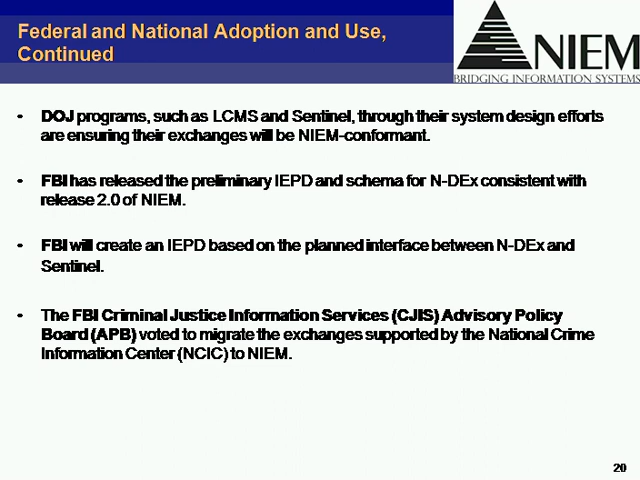 Federal and National Adoption and Use,
Continued
NIEM
BRIDGING INFORMATION SYSTEMS
• DOJ programs, such as LCMS and Sentinel, through their system design efforts
are ensuring their exchanges will be NIEM-conformant.
• FBI has released the preliminary IEPD and schema for N-DEx consistent with
release 2.0 of NIEM.
• FBI will create an IEPD based on the planned interface between N-DEx and
Sentinel.
• The FBI Criminal Justice Information Services (CJIS) Advisory Policy
Board (APB) voted to migrate the exchanges supported by the National Crime
Information Center (NCIC) to NIEM.
20